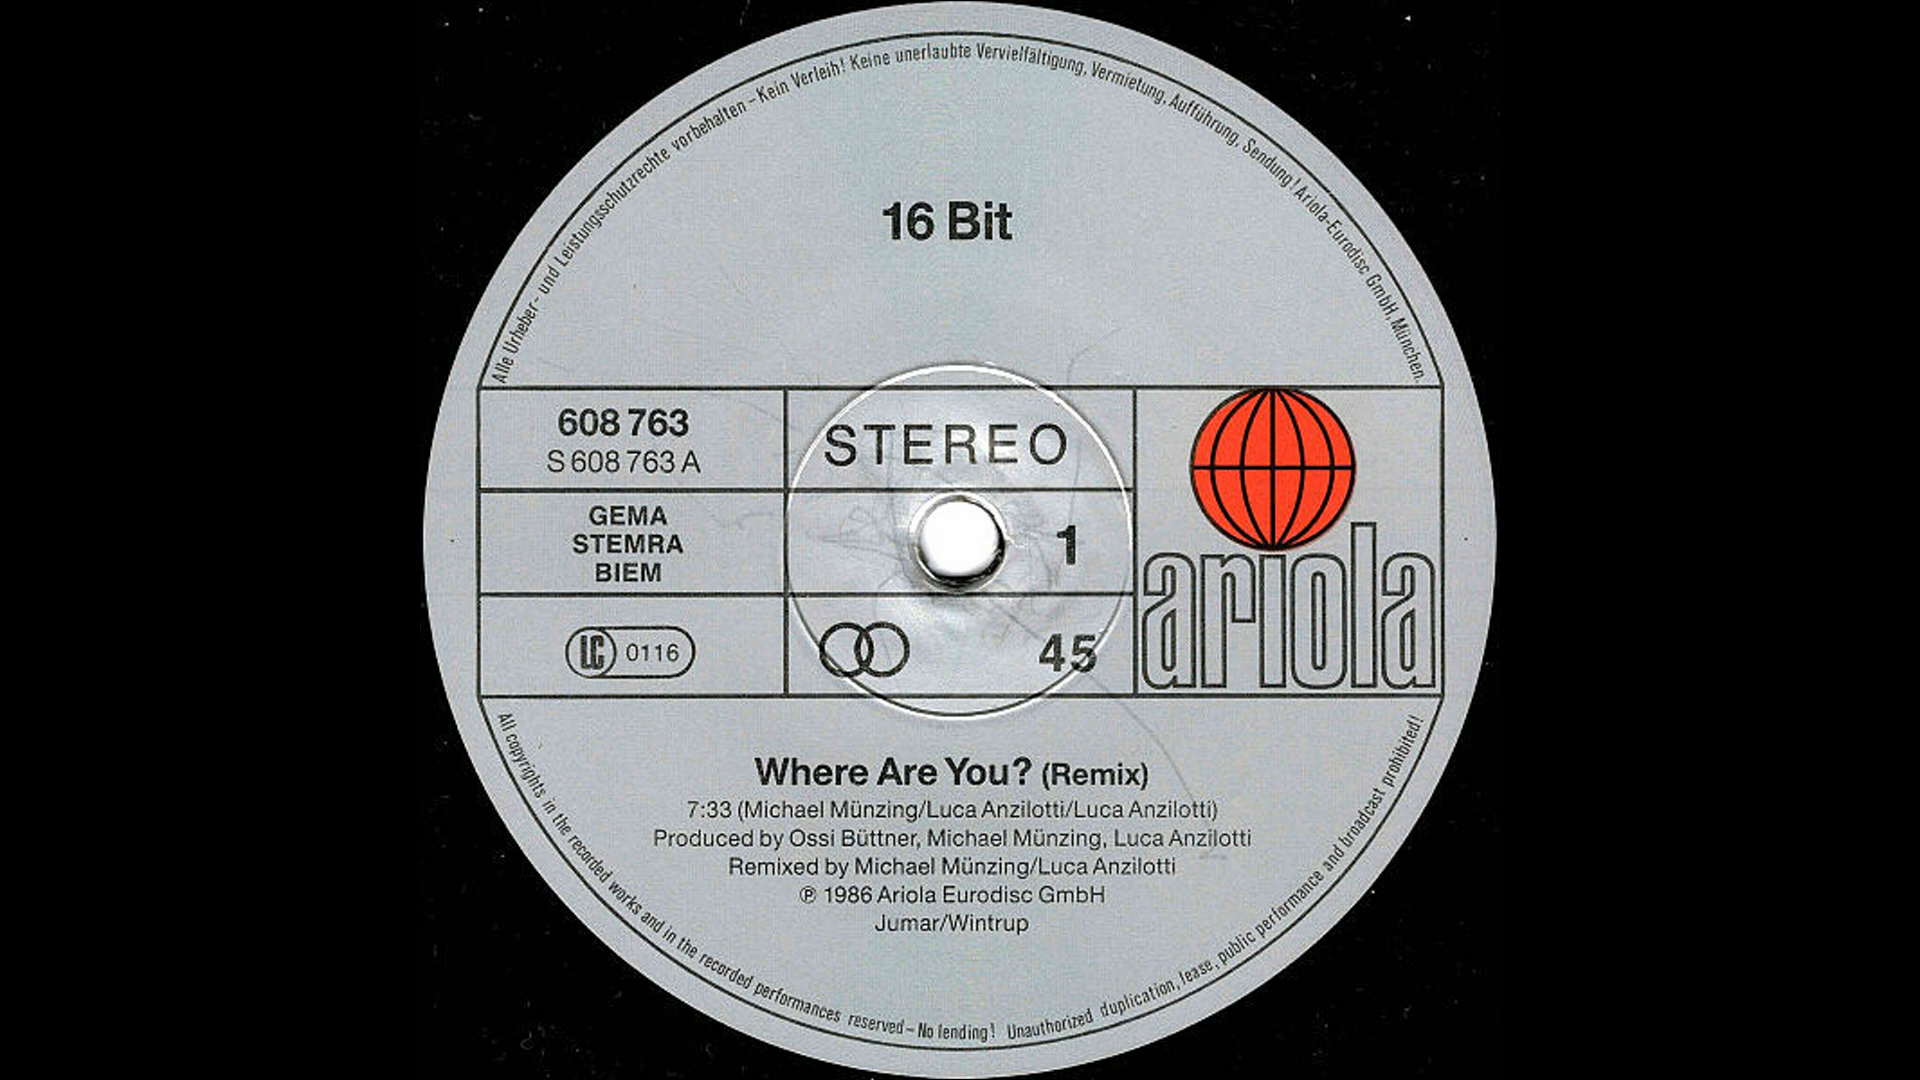 Alle Urheber- und Leistungsschutzrechte vorbehalten – Kein Verleih! Keine unerlaubte Vervielfältigung, Vermietung, Aufführung, Sendung! Ariola-Eurodisc GmbH, München.
16 Bit
608 763
S 608 763 A
STEREO
GEMA
STEMRA
BIEM
1
LC 0116
45
ariola
Where Are You? (Remix)
7:33 (Michael Münzing/Luca Anzilotti/Luca Anzilotti)
Produced by Ossi Büttner, Michael Münzing, Luca Anzilotti
Remixed by Michael Münzing/Luca Anzilotti
℗ 1986 Ariola Eurodisc GmbH
Jumar/Wintrup
All copyrights in the recorded works and in the recorded performances reserved – No lending! Unauthorized duplication, lease, public performance and broadcast prohibited!